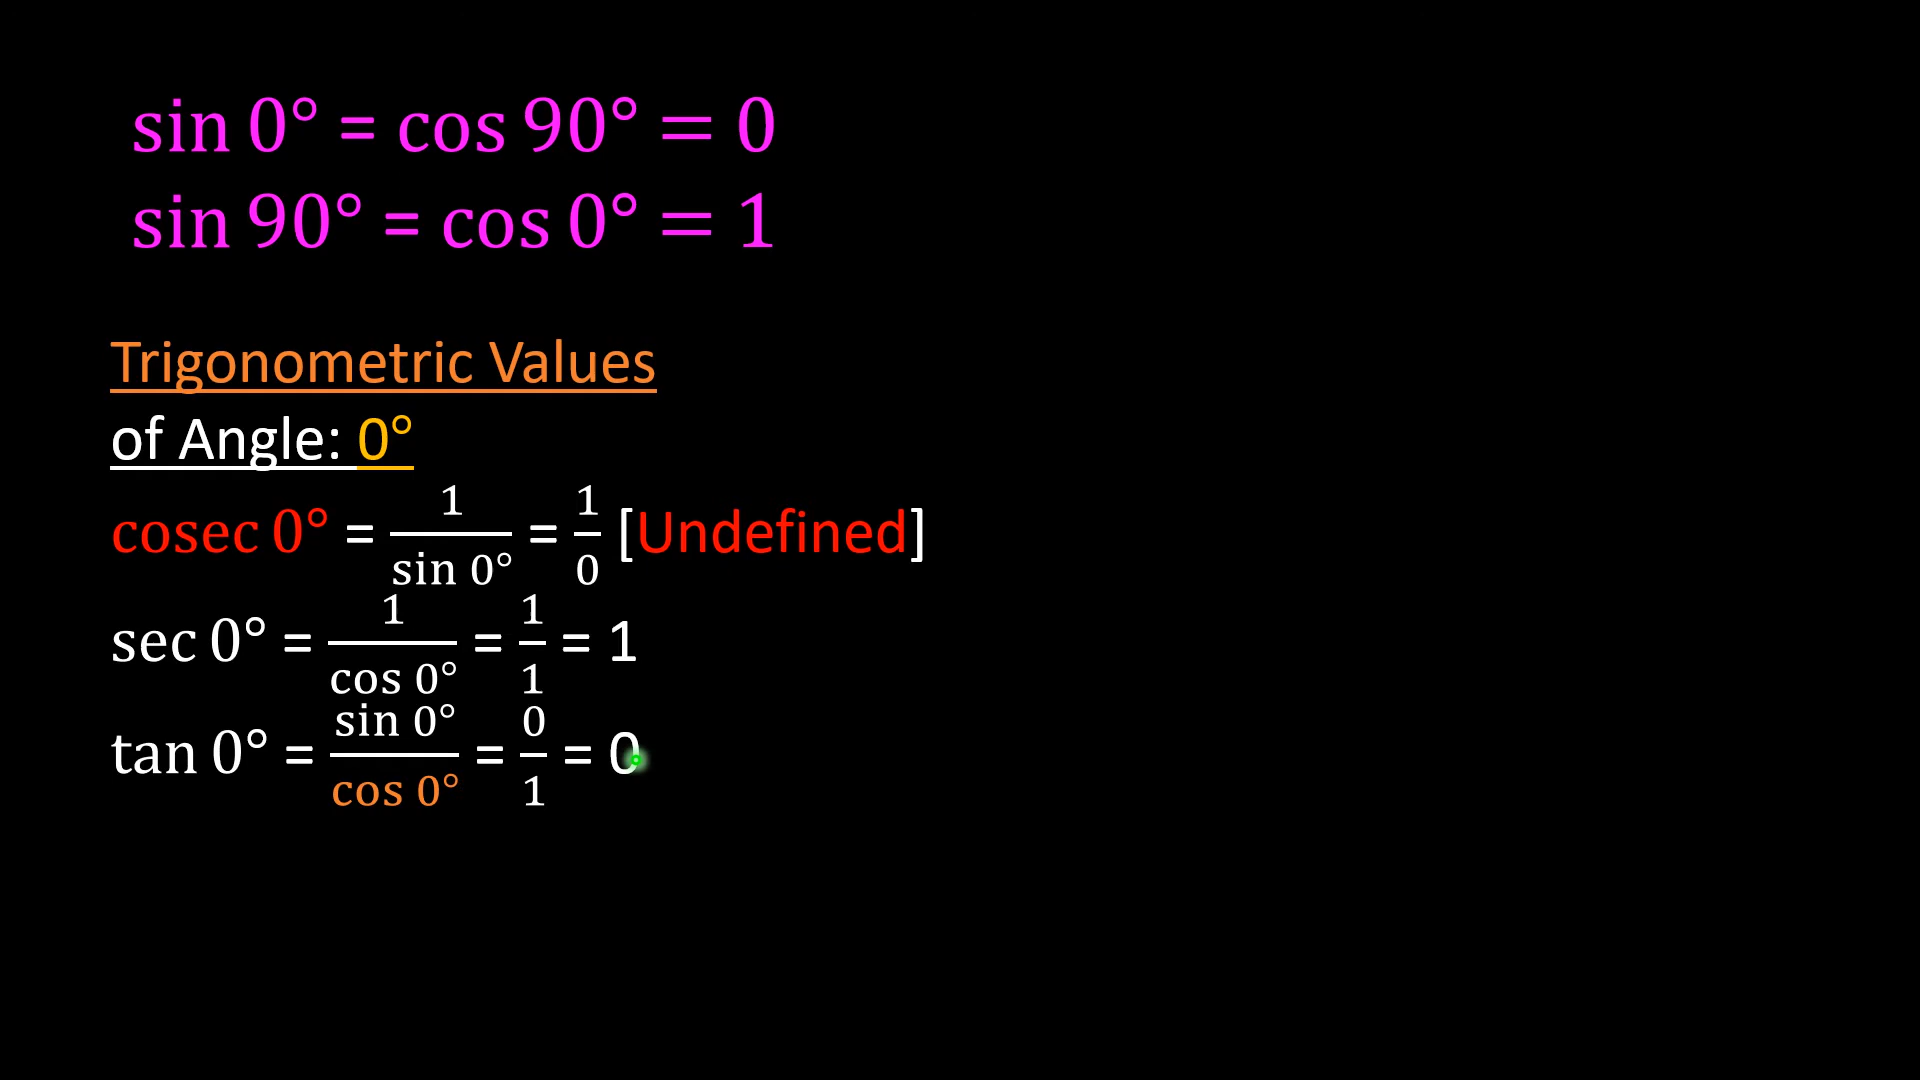 sin 0° = cos 90° = 0
sin 90° = cos 0° = 1
Trigonometric Values
of Angle: 0°
cosec 0° = 1/sin 0° = 1/0 [Undefined]
sec 0° = 1/cos 0° = 1/1 = 1
tan 0° = sin 0°/cos 0° = 0/1 = 0